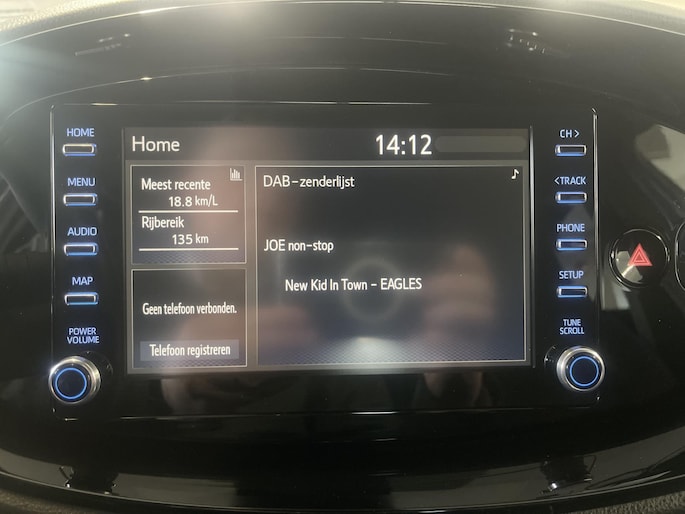 HOME
MENU
AUDIO
MAP
POWER
VOLUME
Home
14:12
Meest recente
18.8 km/L
Rijbereik
135 km
Geen telefoon verbonden.
Telefoon registreren
DAB-zenderlijst
JOE non-stop
New Kid In Town - EAGLES
CH >
< TRACK
PHONE
SETUP
TUNE
SCROLL